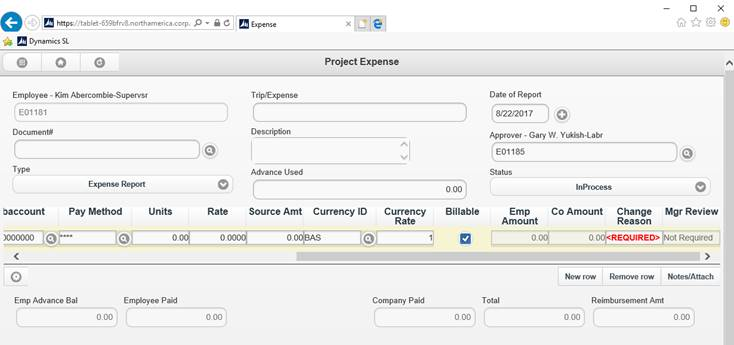 https://tablet-659bfrv8.northamerica.corp.
Expense
Dynamics SL
Project Expense
Employee - Kim Abercombie-Supervsr
Trip/Expense
Date of Report
E01181
8/22/2017
Document#
Description
Approver - Gary W. Yukish-Labr
E01185
Type
Advance Used
Status
Expense Report
0.00
InProcess
baccount Pay Method Units Rate Source Amt Currency ID Currency Rate Billable Emp Amount Co Amount Change Reason Mgr Review
0000000 **** 0.00 0.0000 0.00 BAS 1 0.00 0.00 <REQUIRED> Not Required
New row Remove row Notes/Attach
Emp Advance Bal Employee Paid Company Paid Total Reimbursement Amt
0.00 0.00 0.00 0.00 0.00